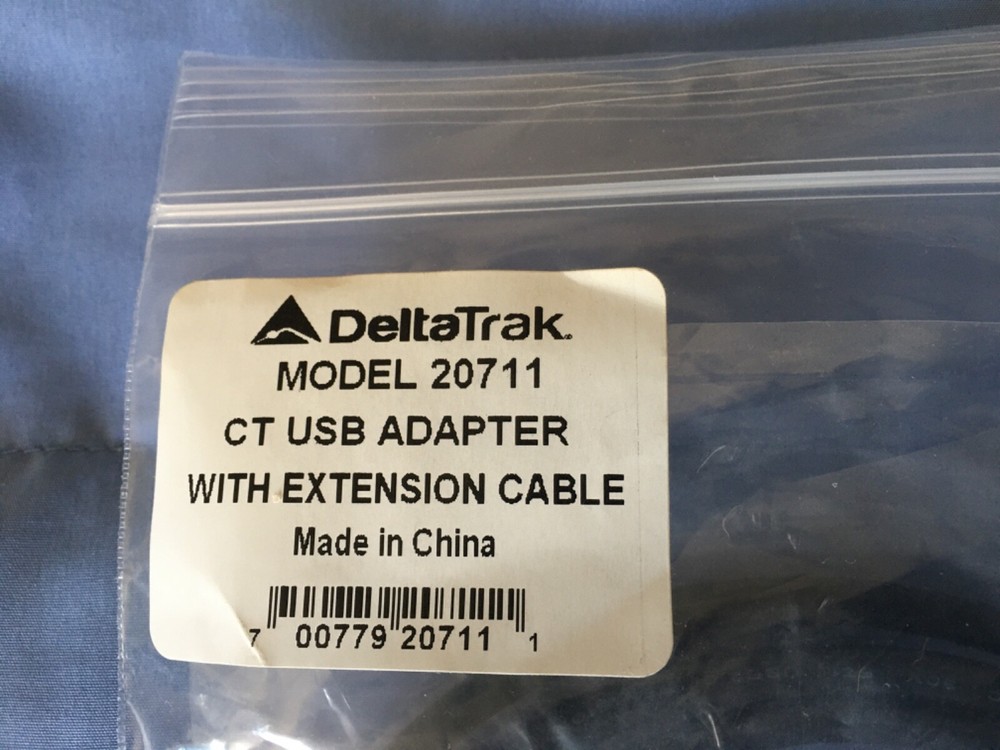 DeltaTrak.
MODEL 20711
CT USB ADAPTER
WITH EXTENSION CABLE
Made in China
7 00779 20711 1